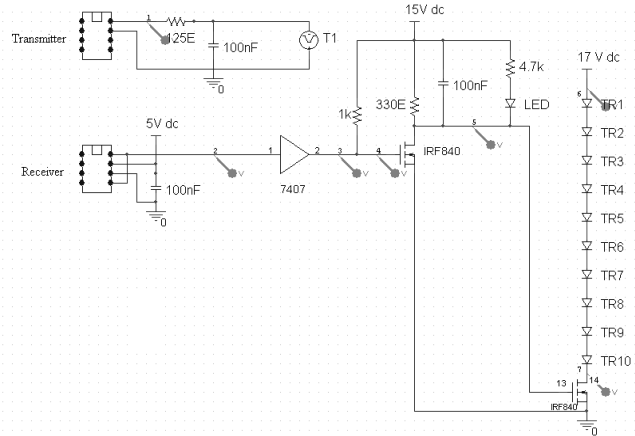 15V dc
1
Transmitter
125E
100nF
T1
0
17 V dc
4.7k
100nF
6
TR1
330E
LED
1k
5V dc
5
TR2
2
1
2
3
4
IRF840
TR3
Receiver
7407
100nF
TR4
0
TR5
TR6
TR7
TR8
TR9
TR10
7
13
14
IRF840
0
V
V
V
V
V